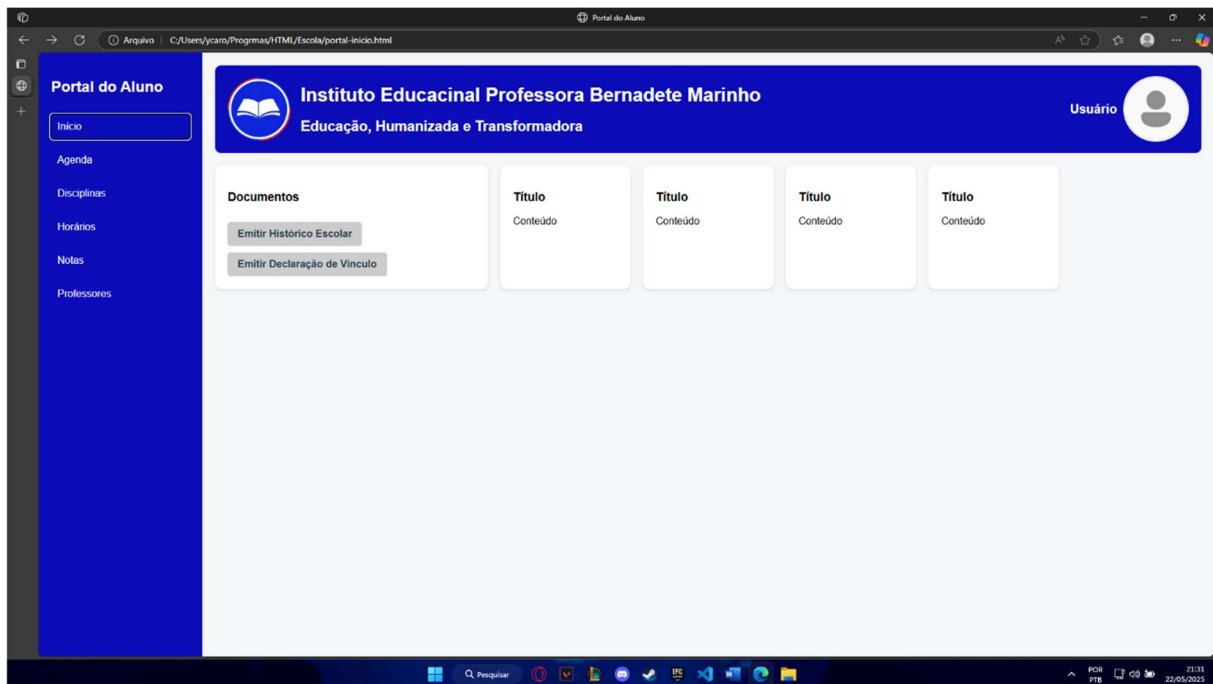 Portal do Aluno
Arquivo
C:/Users/ycaro/Progrmas/HTML/Escola/portal-inicio.html
Portal do Aluno
Início
Agenda
Disciplinas
Horários
Notas
Professores
Instituto Educacinal Professora Bernadete Marinho
Educação, Humanizada e Transformadora
Usuário
Documentos
Emitir Histórico Escolar
Emitir Declaração de Vinculo
Título
Conteúdo
Título
Conteúdo
Título
Conteúdo
Título
Conteúdo
Pesquisar
POR
PTB
21:31
22/05/2025